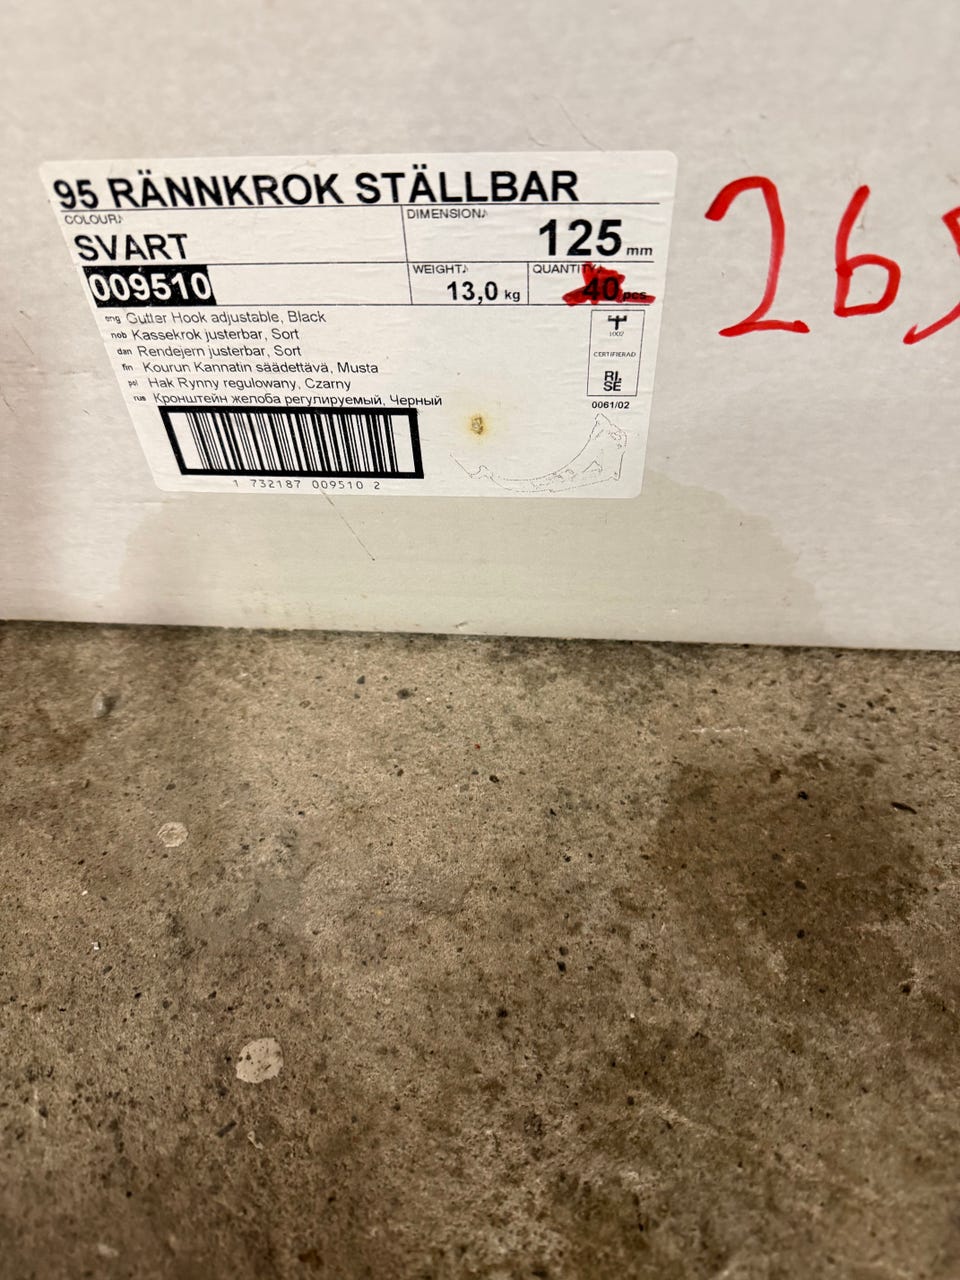 95 RÄNNKROK STÄLLBAR
COLOUR
SVART
DIMENSION
125 mm
009510
WEIGHT
13,0 kg
QUANTITY
40 pcs
eng Gutter Hook adjustable, Black
nob Kassekrok justerbar, Sort
dan Rendejern justerbar, Sort
fin Kourun Kannatin säädettävä, Musta
pol Hak Rynny regulowany, Czarny
rus Кронштейн желоба регулируемый, Черный
1002
CERTIFIERAD
RI.
SE
0061/02
1 732187 009510 2
26